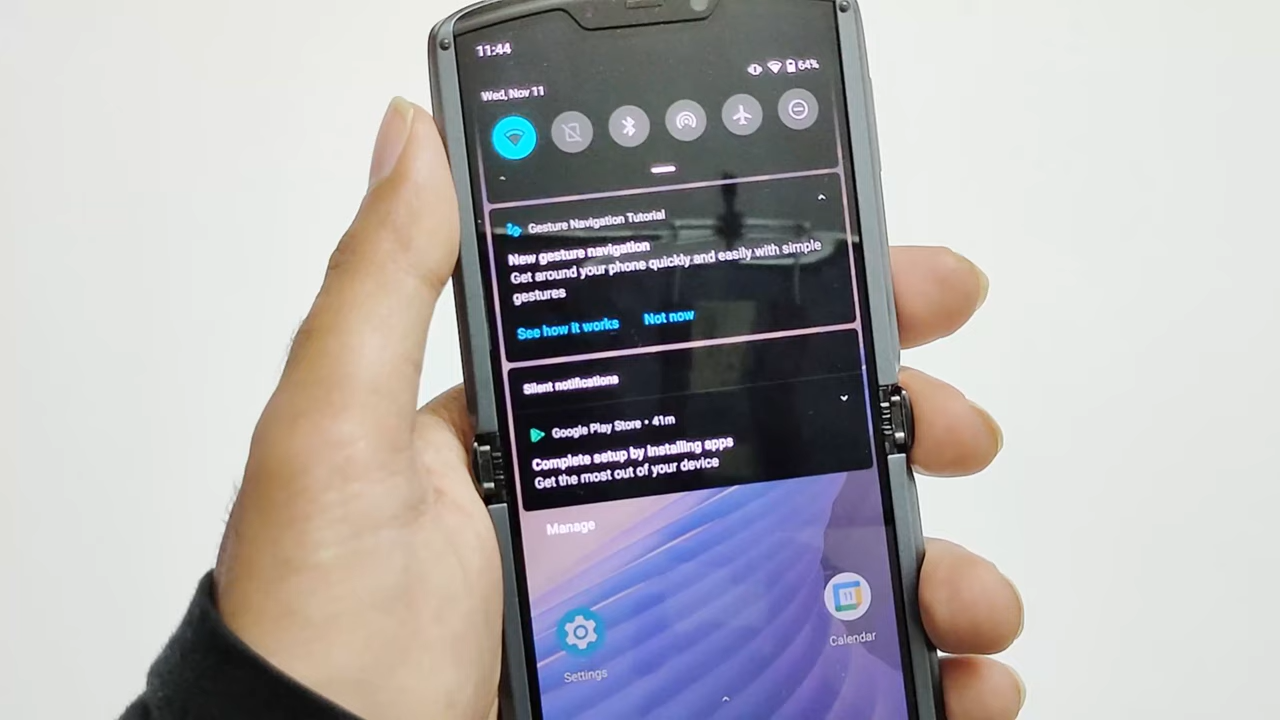 11:44
64%
Wed, Nov 11
Gesture Navigation Tutorial
New gesture navigation
Get around your phone quickly and easily with simple
gestures
See how it works Not now
Silent notifications
Google Play Store • 41m
Complete setup by installing apps
Get the most out of your device
Manage
11
Calendar
Settings